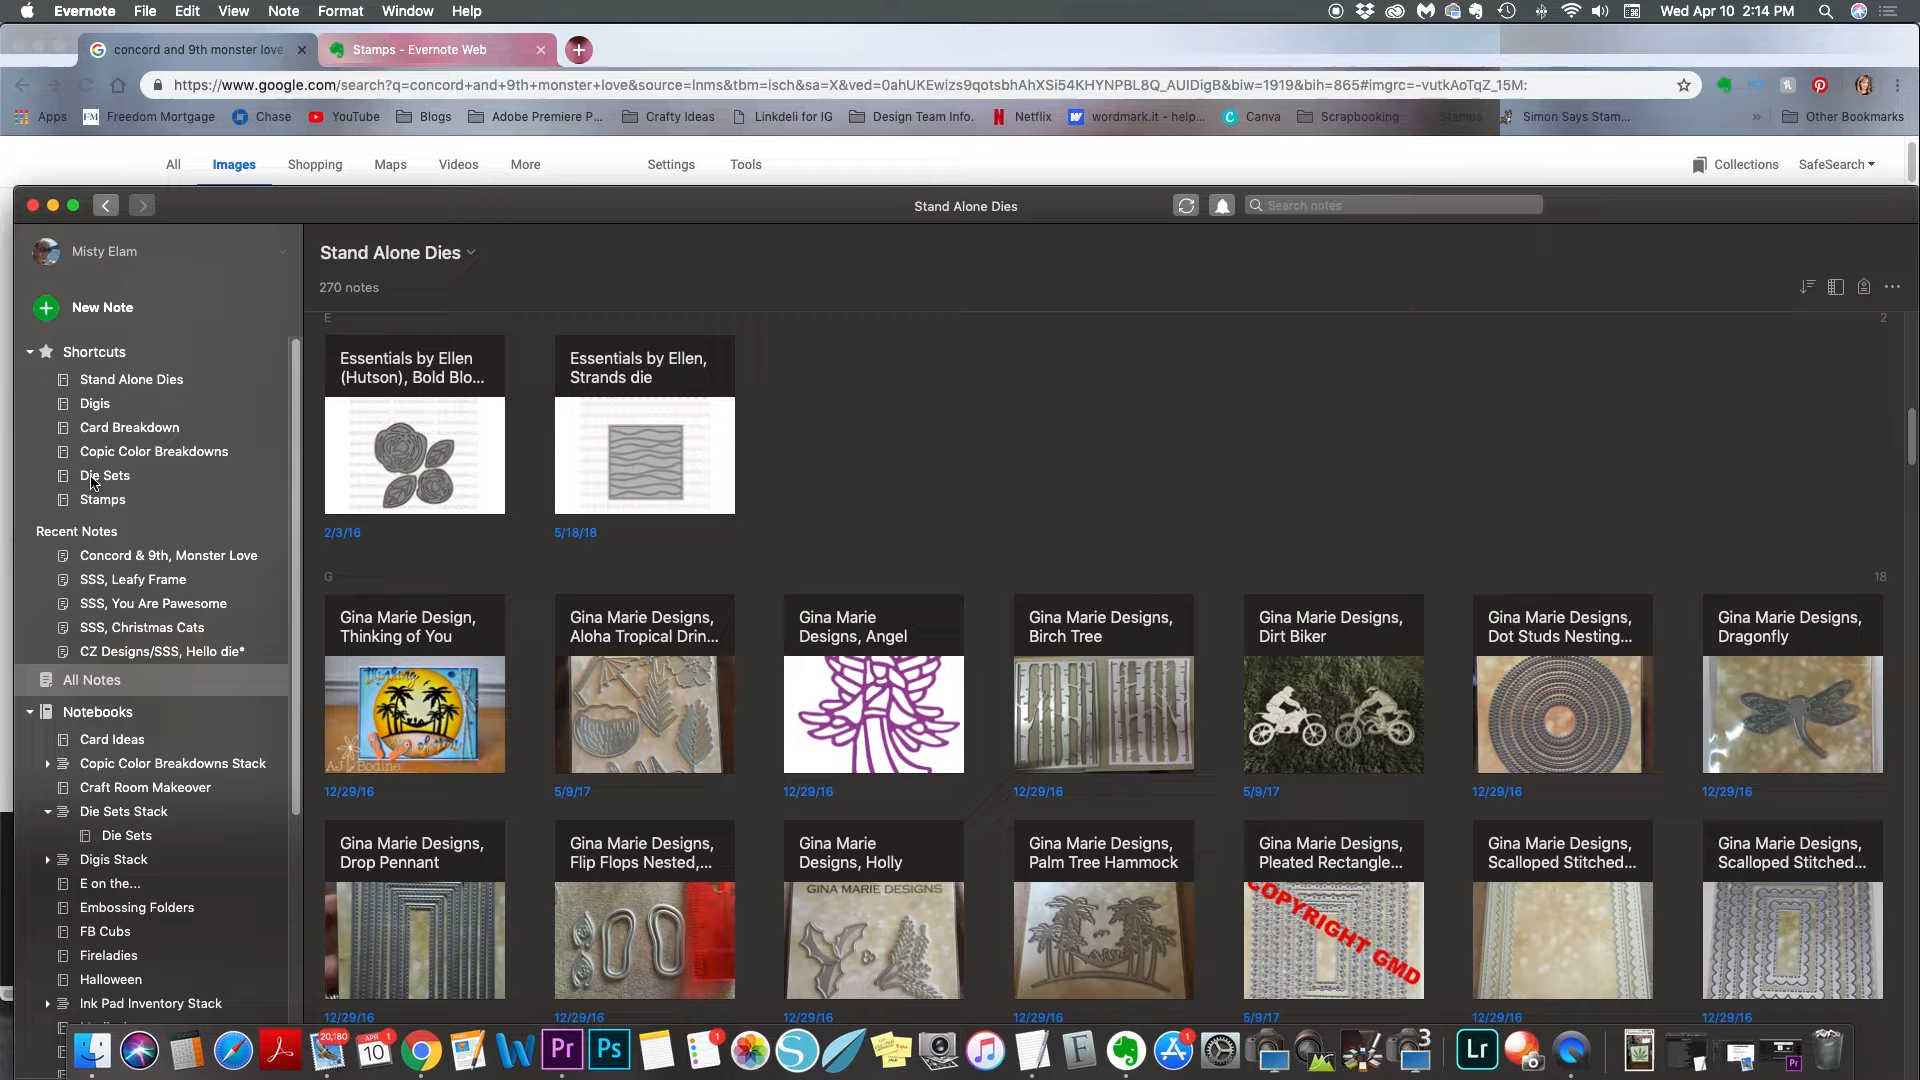 Evernote File Edit View Note Format Window Help Wed Apr 10 2:14 PM
concord and 9th monster love
Stamps - Evernote Web
https://www.google.com/search?q=concord+and+9th+monster+love&source=lnms&tbm=isch&sa=X&ved=0ahUKEwizs9qotsbhAhXSi54KHYNPBL8Q_AUIDigB&biw=1919&bih=865#imgrc=-vutkAoTqZ_15M:
Apps FM Freedom Mortgage Chase YouTube Blogs Adobe Premiere P... Crafty Ideas Linkdeli for IG Design Team Info. Netflix wordmark.it - help... Canva Scrapbooking Stamps Simon Says Stam... » Other Bookmarks
All Images Shopping Maps Videos More Settings Tools Collections SafeSearch
Stand Alone Dies
Search notes
Misty Elam
New Note
Shortcuts
Stand Alone Dies
Digis
Card Breakdown
Copic Color Breakdowns
Die Sets
Stamps
Recent Notes
Concord & 9th, Monster Love
SSS, Leafy Frame
SSS, You Are Pawesome
SSS, Christmas Cats
CZ Designs/SSS, Hello die*
All Notes
Notebooks
Card Ideas
Copic Color Breakdowns Stack
Craft Room Makeover
Die Sets Stack
Die Sets
Digis Stack
E on the...
Embossing Folders
FB Cubs
Fireladies
Halloween
Ink Pad Inventory Stack
Stand Alone Dies
270 notes
E 2
Essentials by Ellen
(Hutson), Bold Blo...
2/3/16
Essentials by Ellen,
Strands die
5/18/18
G 18
Gina Marie Design,
Thinking of You
AJ Bodine
12/29/16
Gina Marie Designs,
Aloha Tropical Drin...
5/9/17
Gina Marie
Designs, Angel
12/29/16
Gina Marie Designs,
Birch Tree
12/29/16
Gina Marie Designs,
Dirt Biker
5/9/17
Gina Marie Designs,
Dot Studs Nesting...
12/29/16
Gina Marie Designs,
Dragonfly
12/29/16
Gina Marie Designs,
Drop Pennant
12/29/16
Gina Marie Designs,
Flip Flops Nested,...
12/29/16
Gina Marie
Designs, Holly
GINA MARIE DESIGNS
12/29/16
Gina Marie Designs,
Palm Tree Hammock
12/29/16
Gina Marie Designs,
Pleated Rectangle...
COPYRIGHT GMD
5/9/17
Gina Marie Designs,
Scalloped Stitched...
12/29/16
Gina Marie Designs,
Scalloped Stitched...
12/29/16
20,180
APR
10
1
Pr
Ps
1
1
3
Lr